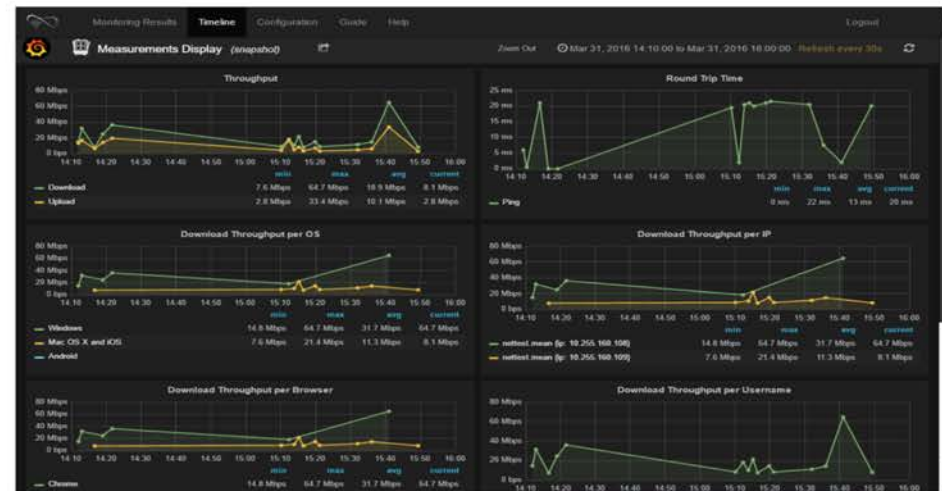 Monitoring Results Timeline Configuration Guide Help Logout
Measurements Display (snapshot) Zoom Out Mar 31, 2016 14:10:00 to Mar 31, 2016 16:00:00 Refresh every 30s
Throughput
80 Mbps
60 Mbps
40 Mbps
20 Mbps
0 bps
14:10 14:20 14:30 14:40 14:50 15:00 15:10 15:20 15:30 15:40 15:50 16:00
min max avg current
Download 7.6 Mbps 64.7 Mbps 18.9 Mbps 8.1 Mbps
Upload 2.8 Mbps 33.4 Mbps 10.1 Mbps 2.8 Mbps
Round Trip Time
25 ms
20 ms
15 ms
10 ms
5 ms
0 ms
14:10 14:20 14:30 14:40 14:50 15:00 15:10 15:20 15:30 15:40 15:50 16:00
min max avg current
Ping 0 ms 22 ms 13 ms 20 ms
Download Throughput per OS
80 Mbps
60 Mbps
40 Mbps
20 Mbps
0 bps
14:10 14:20 14:30 14:40 14:50 15:00 15:10 15:20 15:30 15:40 15:50 16:00
min max avg current
Windows 14.8 Mbps 64.7 Mbps 31.7 Mbps 64.7 Mbps
Mac OS X and iOS 7.6 Mbps 21.4 Mbps 11.3 Mbps 8.1 Mbps
Android
Download Throughput per IP
80 Mbps
60 Mbps
40 Mbps
20 Mbps
0 bps
14:10 14:20 14:30 14:40 14:50 15:00 15:10 15:20 15:30 15:40 15:50 16:00
min max avg current
nettest.mean (ip: 10.255.160.108) 14.8 Mbps 64.7 Mbps 31.7 Mbps 64.7 Mbps
nettest.mean (ip: 10.255.160.109) 7.6 Mbps 21.4 Mbps 11.3 Mbps 8.1 Mbps
Download Throughput per Browser
80 Mbps
60 Mbps
40 Mbps
20 Mbps
0 bps
14:10 14:20 14:30 14:40 14:50 15:00 15:10 15:20 15:30 15:40 15:50 16:00
min max avg current
Chrome 14.8 Mbps 64.7 Mbps 31.7 Mbps 64.7 Mbps
Download Throughput per Username
80 Mbps
60 Mbps
40 Mbps
20 Mbps
0 bps
14:10 14:20 14:30 14:40 14:50 15:00 15:10 15:20 15:30 15:40 15:50 16:00